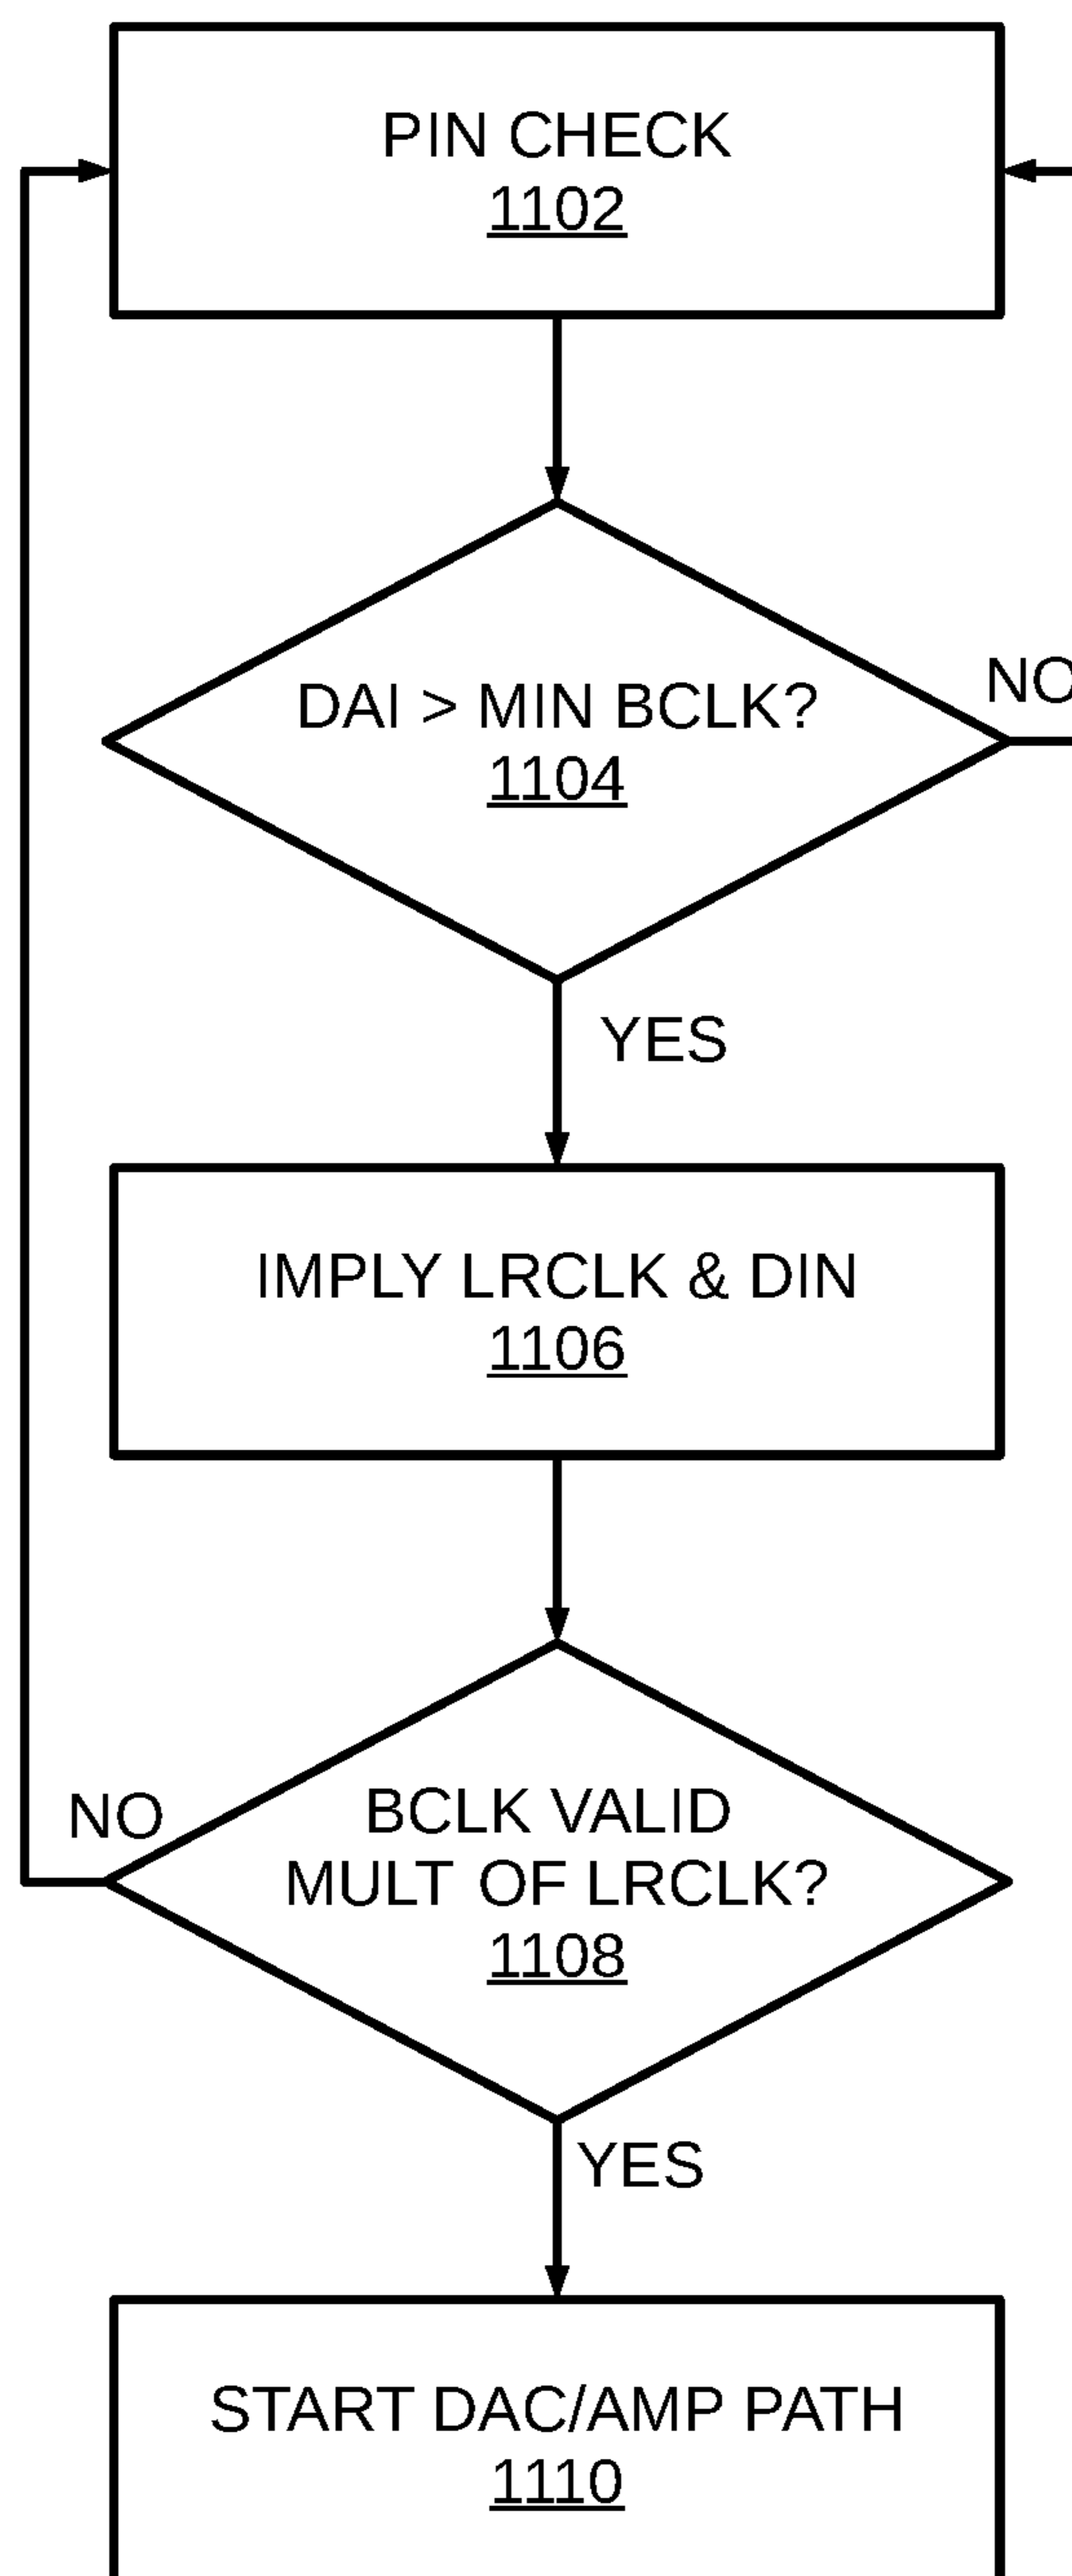 PIN CHECK
1102
DAI > MIN BCLK?
1104
NO
YES
IMPLY LRCLK & DIN
1106
NO
BCLK VALID
MULT OF LRCLK?
1108
YES
START DAC/AMP PATH
1110